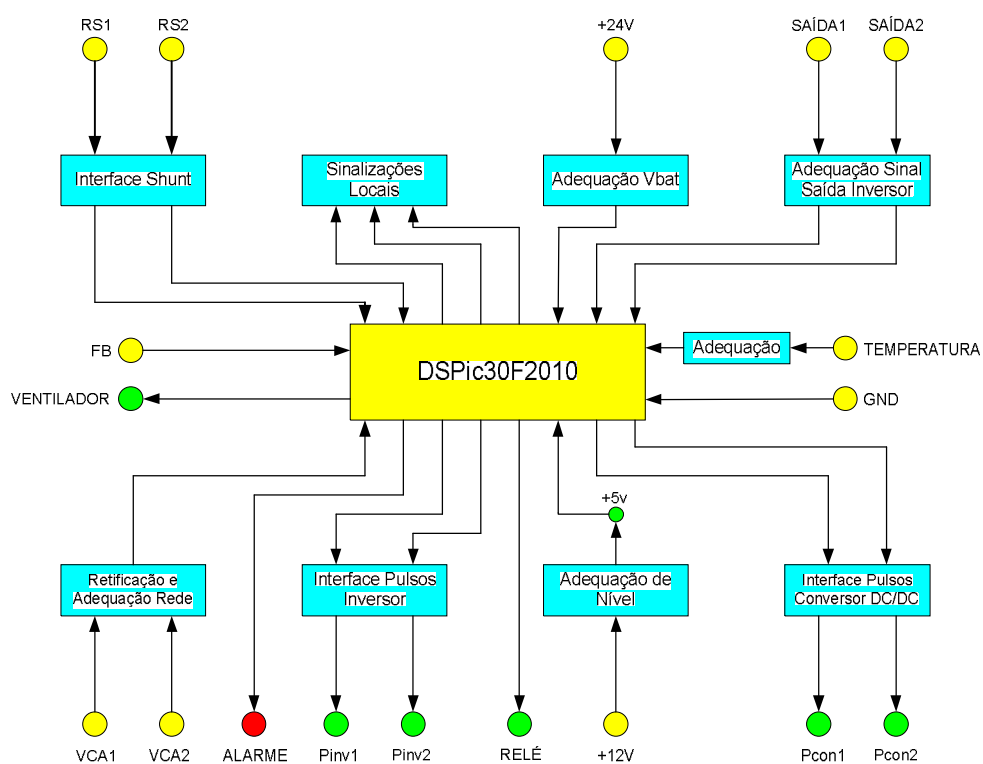 RS1
RS2
+24V
SAÍDA1
SAÍDA2
Interface Shunt
Sinalizações
Locais
Adequação Vbat
Adequação Sinal
Saída Inversor
FB
DSPic30F2010
Adequação
TEMPERATURA
VENTILADOR
GND
+5v
Retificação e
Adequação Rede
Interface Pulsos
Inversor
Adequação de
Nível
Interface Pulsos
Conversor DC/DC
VCA1
VCA2
ALARME
Pinv1
Pinv2
RELÉ
+12V
Pcon1
Pcon2